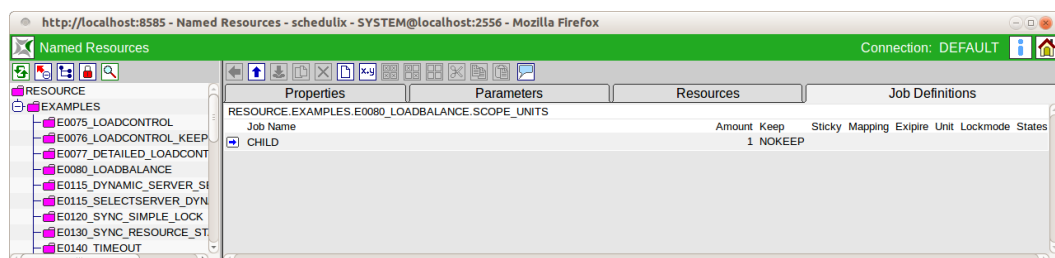 http://localhost:8585 - Named Resources - schedulix - SYSTEM@localhost:2556 - Mozilla Firefox
Named Resources
Connection: DEFAULT
RESOURCE
EXAMPLES
E0075_LOADCONTROL
E0076_LOADCONTROL_KEEP
E0077_DETAILED_LOADCONT
E0080_LOADBALANCE
E0115_DYNAMIC_SERVER_SE
E0115_SELECTSERVER_DYN
E0120_SYNC_SIMPLE_LOCK
E0130_SYNC_RESOURCE_ST
E0140_TIMEOUT
x,y
Properties Parameters Resources Job Definitions
RESOURCE.EXAMPLES.E0080_LOADBALANCE.SCOPE_UNITS
Job Name Amount Keep Sticky Mapping Exipire Unit Lockmode States
CHILD 1 NOKEEP